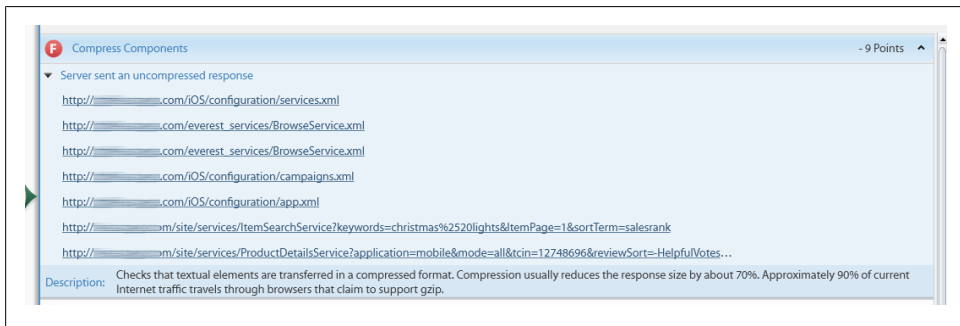 F Compress Components - 9 Points
Server sent an uncompressed response
http:// .com/iOS/configuration/services.xml
http:// .com/everest_services/BrowseService.xml
http:// .com/everest_services/BrowseService.xml
http:// .com/iOS/configuration/campaigns.xml
http:// .com/iOS/configuration/app.xml
http:// om/site/services/ItemSearchService?keywords=christmas%2520lights&ItemPage=1&sortTerm=salesrank
http:// om/site/services/ProductDetailsService?application=mobile&mode=all&tcin=12748696&reviewSort=-HelpfulVotes…
Description: Checks that textual elements are transferred in a compressed format. Compression usually reduces the response size by about 70%. Approximately 90% of current
Internet traffic travels through browsers that claim to support gzip.